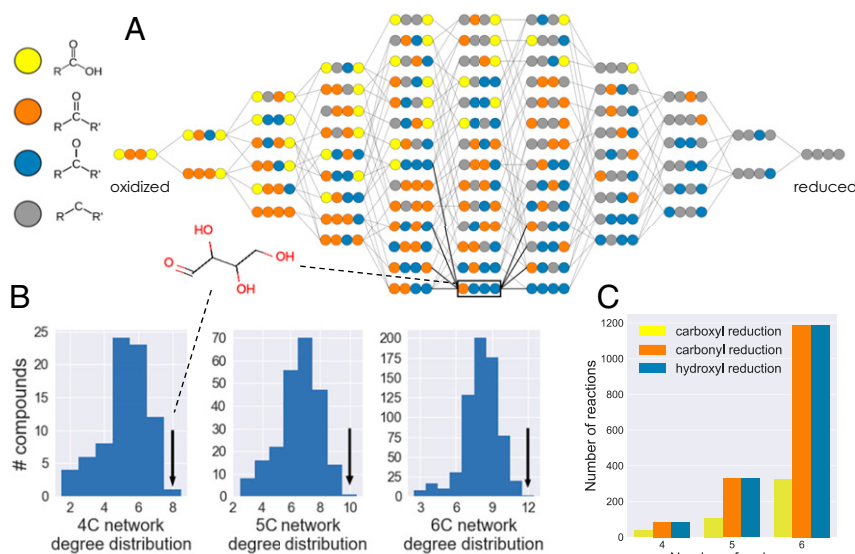 A
O
R
OH
O
R
R'
O
R
R'
R
C
R'
oxidized
reduced
HO
O
OH
OH
B
C
25
20
15
10
5
0
2
4
6
8
# compounds
4C network
degree distribution
70
60
50
40
30
20
10
0
2
4
6
8
10
5C network
degree distribution
200
175
150
125
100
75
50
25
0
3
6
9
12
6C network
degree distribution
carboxyl reduction
carbonyl reduction
hydroxyl reduction
1200
1000
800
600
400
200
0
4
5
6
Number of reactions